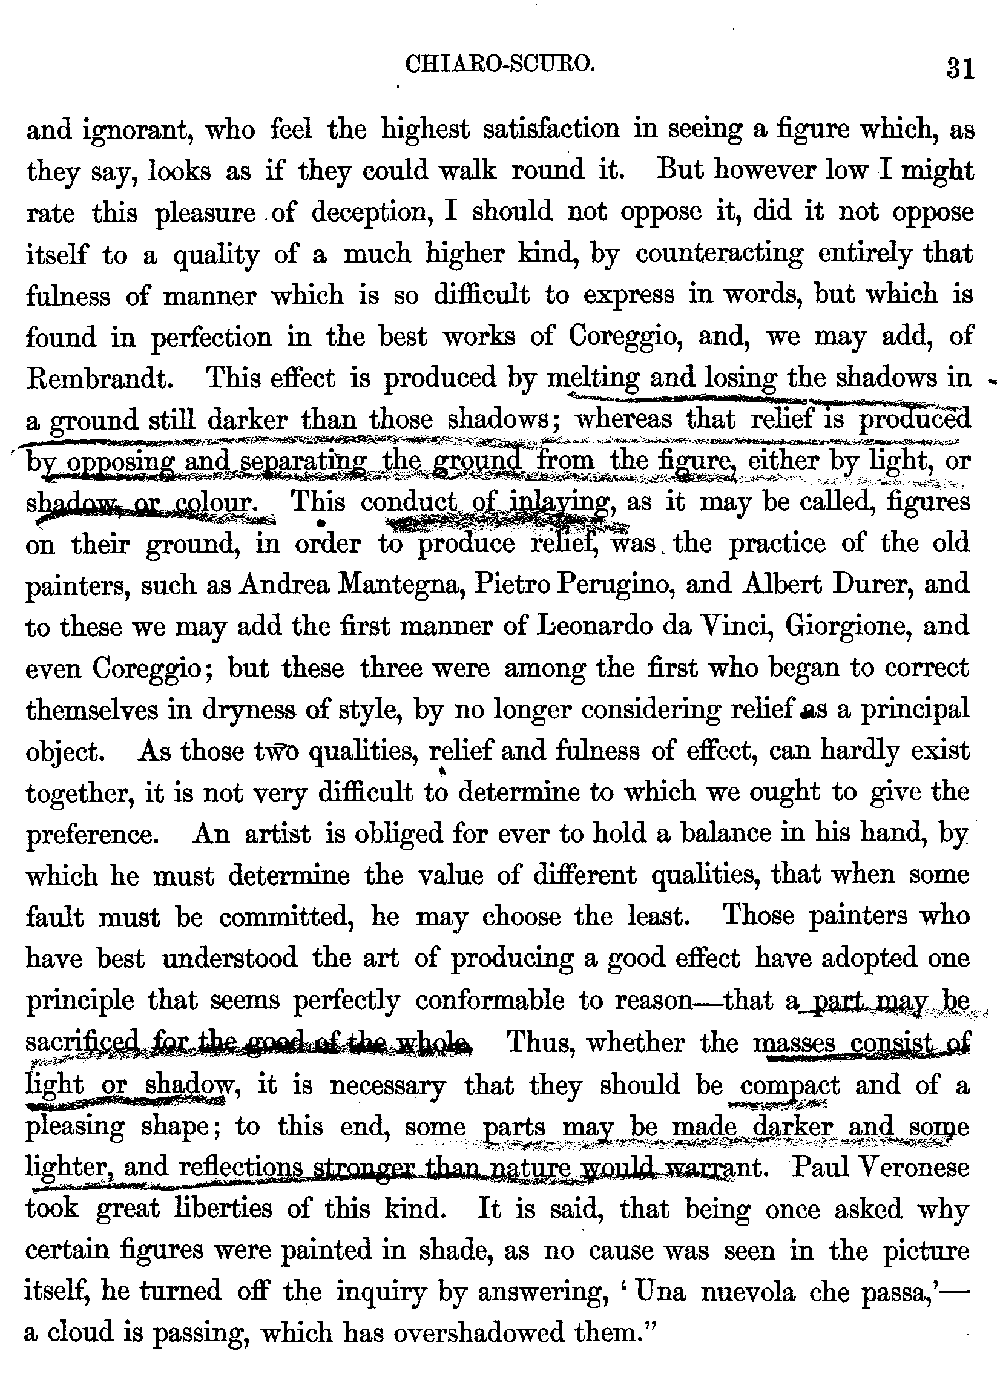 CHIARO-SCURO. 31
and ignorant, who feel the highest satisfaction in seeing a figure which, as
they say, looks as if they could walk round it. But however low I might
rate this pleasure of deception, I should not oppose it, did it not oppose
itself to a quality of a much higher kind, by counteracting entirely that
fulness of manner which is so difficult to express in words, but which is
found in perfection in the best works of Coreggio, and, we may add, of
Rembrandt. This effect is produced by melting and losing the shadows in
a ground still darker than those shadows; whereas that relief is produced
by opposing and separating the ground from the figure, either by light, or
shadow, or colour. This conduct of inlaying, as it may be called, figures
on their ground, in order to produce relief, was the practice of the old
painters, such as Andrea Mantegna, Pietro Perugino, and Albert Durer, and
to these we may add the first manner of Leonardo da Vinci, Giorgione, and
even Coreggio; but these three were among the first who began to correct
themselves in dryness of style, by no longer considering relief as a principal
object. As those two qualities, relief and fulness of effect, can hardly exist
together, it is not very difficult to determine to which we ought to give the
preference. An artist is obliged for ever to hold a balance in his hand, by
which he must determine the value of different qualities, that when some
fault must be committed, he may choose the least. Those painters who
have best understood the art of producing a good effect have adopted one
principle that seems perfectly conformable to reason—that a part may be
sacrificed for the good of the whole. Thus, whether the masses consist of
light or shadow, it is necessary that they should be compact and of a
pleasing shape; to this end, some parts may be made darker and some
lighter, and reflections stronger than nature would warrant. Paul Veronese
took great liberties of this kind. It is said, that being once asked why
certain figures were painted in shade, as no cause was seen in the picture
itself, he turned off the inquiry by answering, ‘Una nuevola che passa,’—
a cloud is passing, which has overshadowed them.”